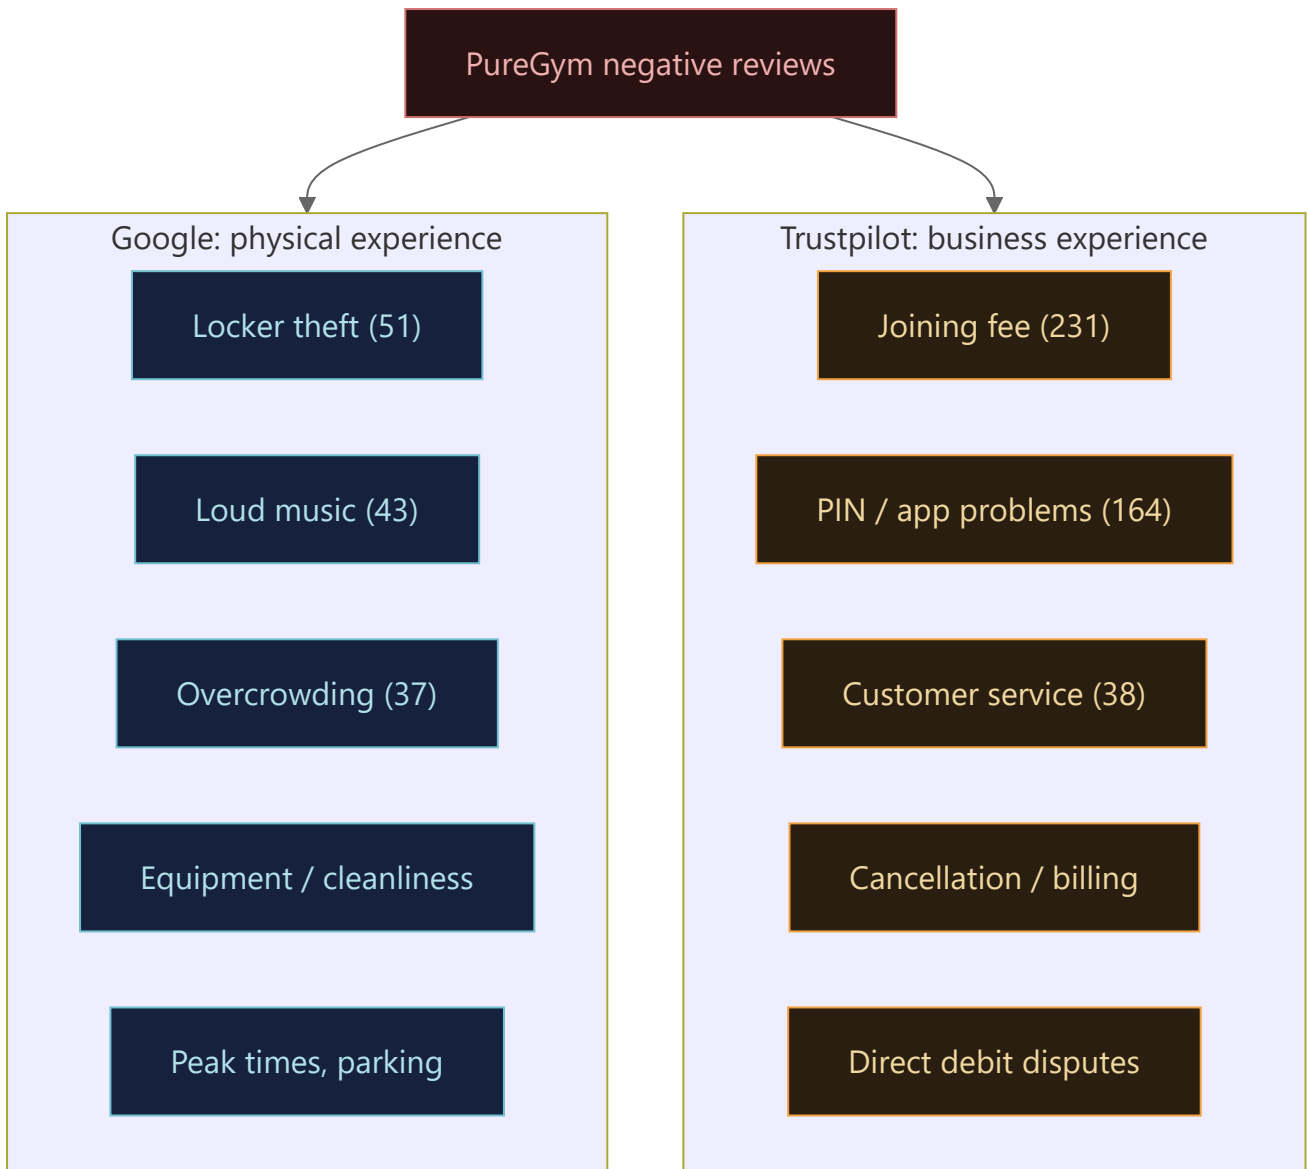 PureGym negative reviews
Google: physical experience
Locker theft (51)
Loud music (43)
Overcrowding (37)
Equipment / cleanliness
Peak times, parking
Trustpilot: business experience
Joining fee (231)
PIN / app problems (164)
Customer service (38)
Cancellation / billing
Direct debit disputes